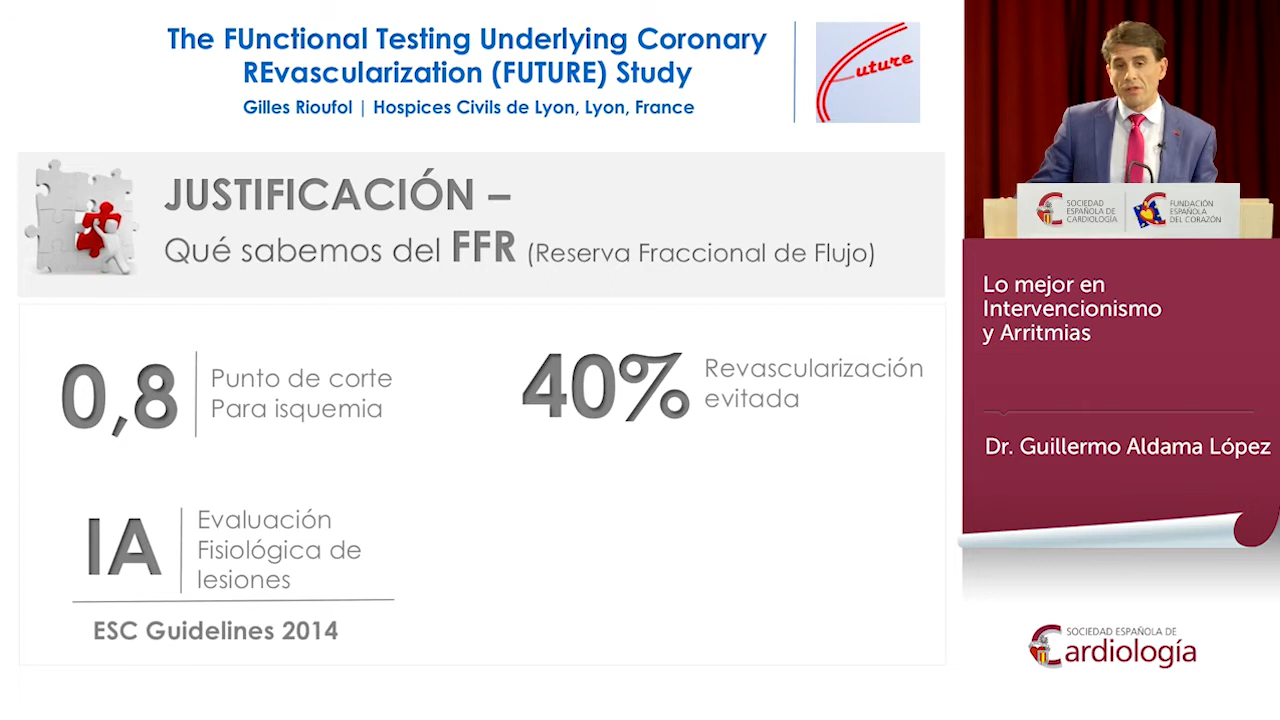 The FUnctional Testing Underlying Coronary
REvascularization (FUTURE) Study
Gilles Rioufol | Hospices Civils de Lyon, Lyon, France
Future
JUSTIFICACIÓN –
Qué sabemos del FFR (Reserva Fraccional de Flujo)
0,8
Punto de corte
Para isquemia
40%
Revascularización
evitada
IA
Evaluación
Fisiológica de
lesiones
ESC Guidelines 2014
SOCIEDAD
ESPAÑOLA DE
CARDIOLOGÍA
FUNDACIÓN
ESPAÑOLA
DEL CORAZÓN
Lo mejor en
Intervencionismo
y Arritmias
Dr. Guillermo Aldama López
SOCIEDAD ESPAÑOLA DE
Cardiología